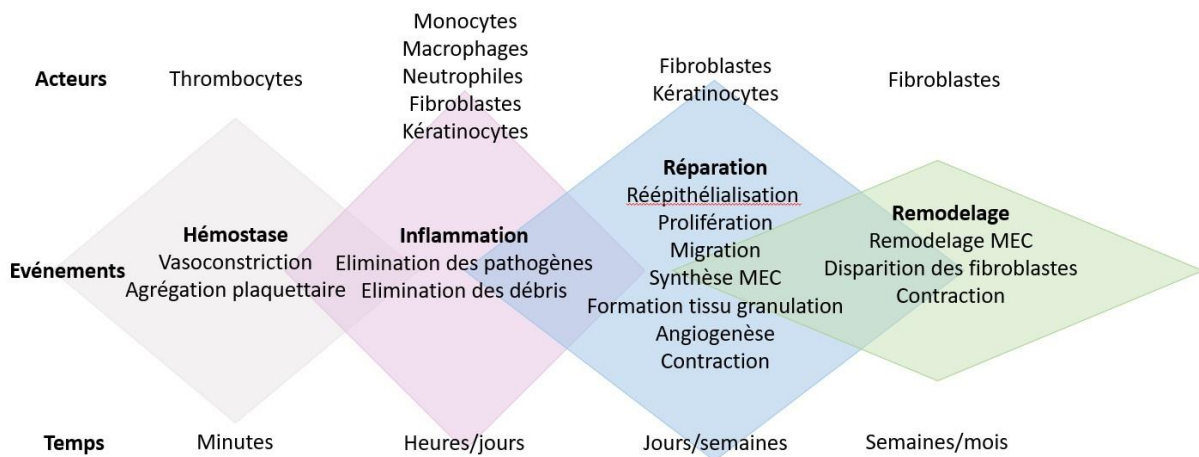 Acteurs
Thrombocytes
Monocytes
Macrophages
Neutrophiles
Fibroblastes
Kératinocytes
Fibroblastes
Kératinocytes
Fibroblastes
Evénements
Hémostase
Vasoconstriction
Agrégation plaquettaire
Inflammation
Elimination des pathogènes
Elimination des débris
Réparation
Réépithélialisation
Prolifération
Migration
Synthèse MEC
Formation tissu granulation
Angiogenèse
Contraction
Remodelage
Remodelage MEC
Disparition des fibroblastes
Contraction
Temps
Minutes
Heures/jours
Jours/semaines
Semaines/mois